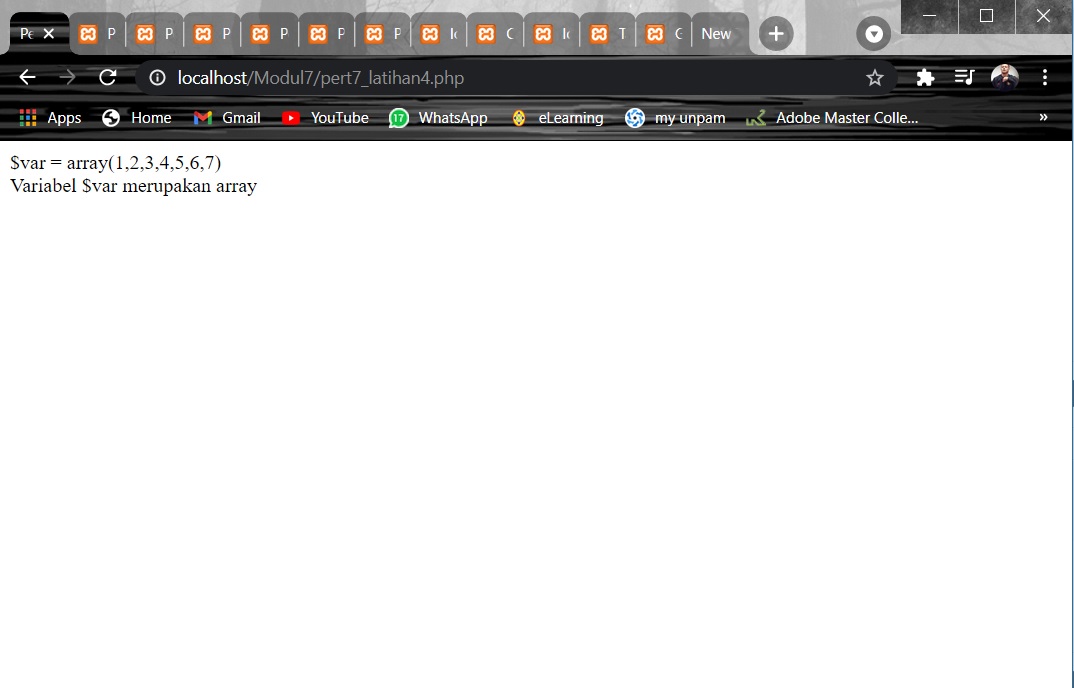 Pe P P P P P P Ic C Ic T C New
localhost/Modul7/pert7_latihan4.php
Apps Home Gmail YouTube 17 WhatsApp eLearning my unpam Adobe Master Colle... »
$var = array(1,2,3,4,5,6,7)
Variabel $var merupakan array